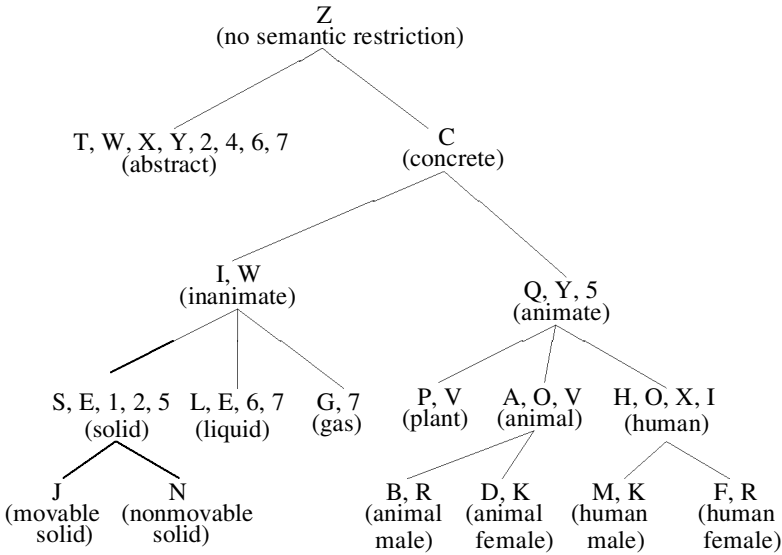 Z
(no semantic restriction)
T, W, X, Y, 2, 4, 6, 7
(abstract)
C
(concrete)
I, W
(inanimate)
Q, Y, 5
(animate)
S, E, 1, 2, 5
(solid)
L, E, 6, 7
(liquid)
G, 7
(gas)
P, V
(plant)
A, O, V
(animal)
H, O, X, I
(human)
J
(movable
solid)
N
(nonmovable
solid)
B, R
(animal
male)
D, K
(animal
female)
M, K
(human
male)
F, R
(human
female)